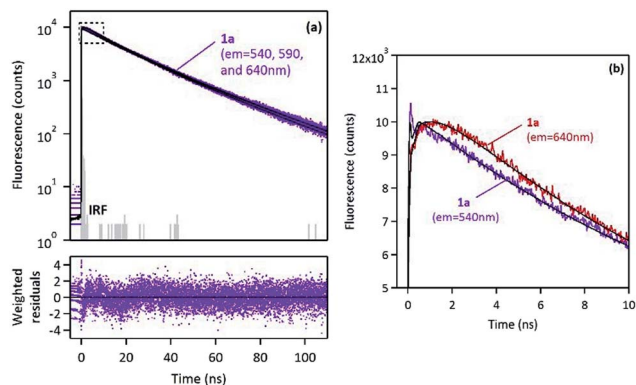 (a)
1a
(em=540, 590,
and 640nm)
Fluorescence (counts)
10⁴
10³
10²
10¹
10⁰
IRF
Weighted
residuals
4
2
0
-2
-4
0 20 40 60 80 100
Time (ns)
(b)
12x10³
11
10
9
8
7
6
5
Fluorescence (counts)
1a
(em=640nm)
1a
(em=540nm)
0 2 4 6 8 10
Time (ns)